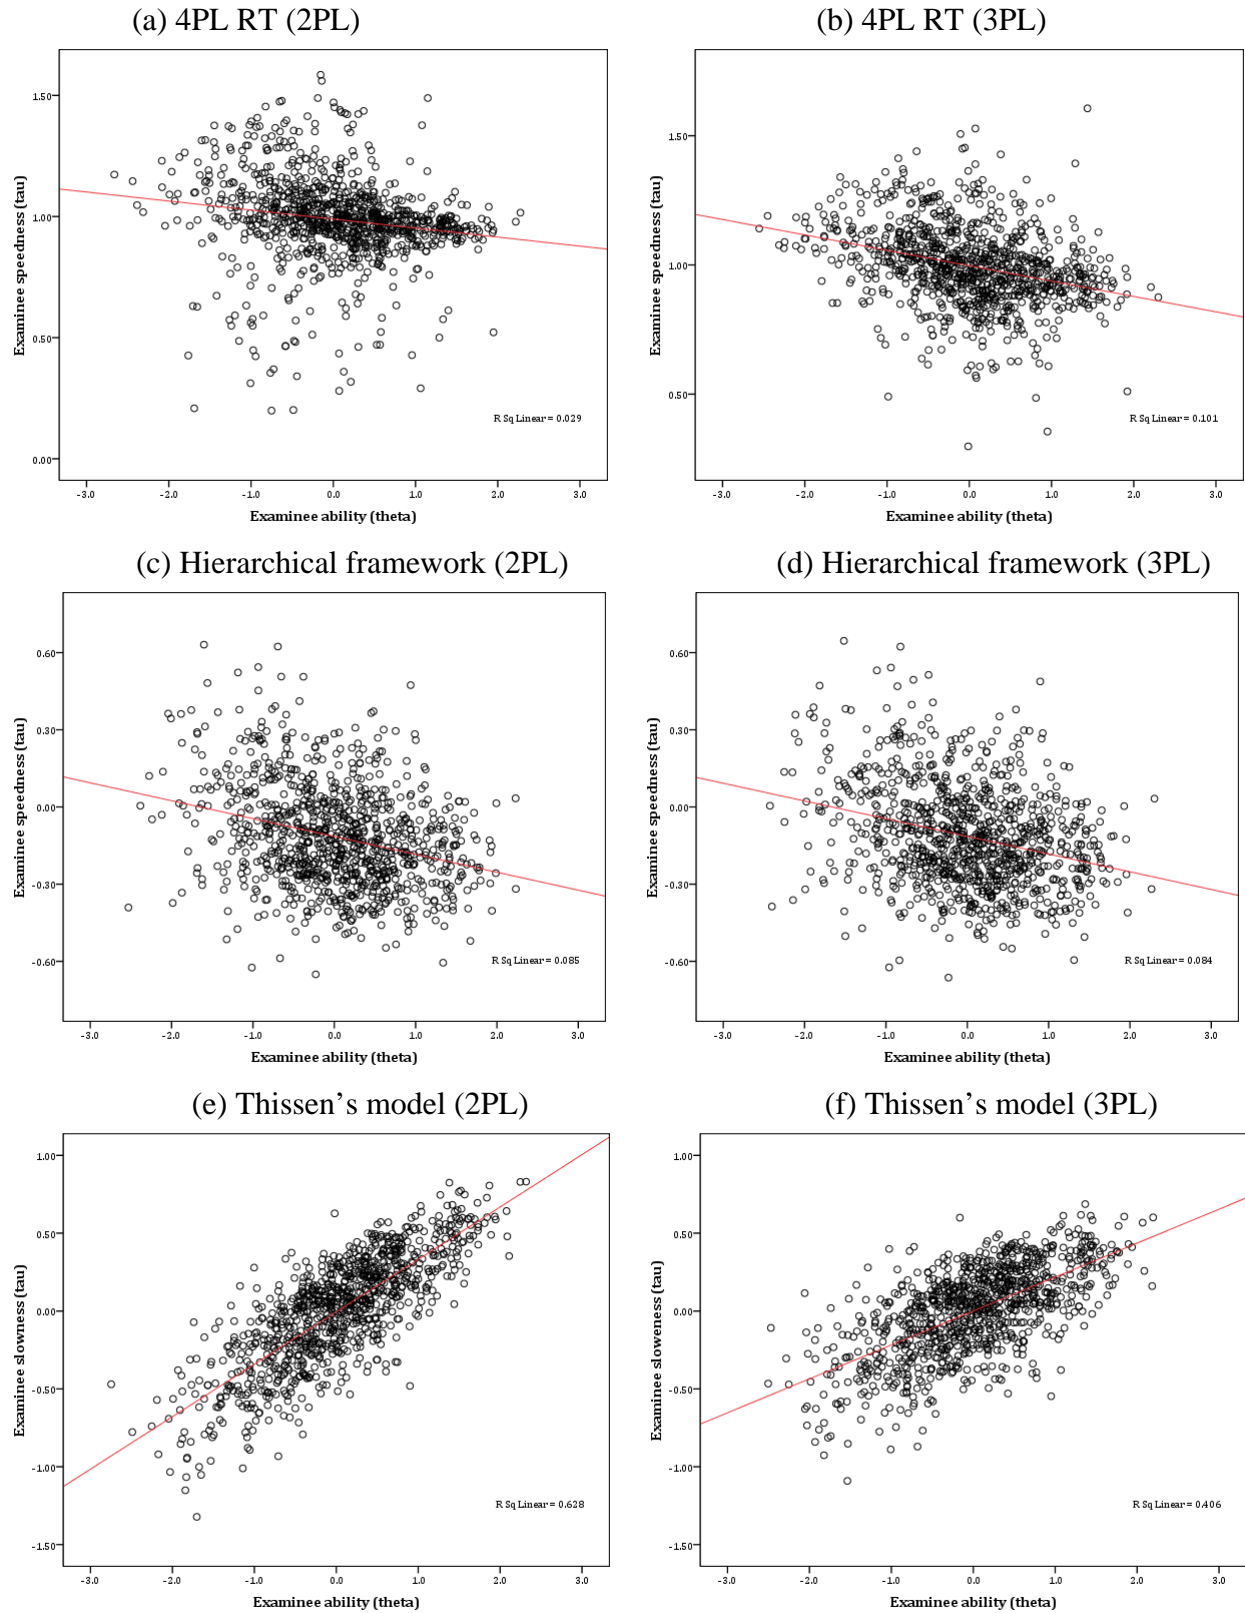 (a) 4PL RT (2PL)
(b) 4PL RT (3PL)
Examinee speedness (tau)
1.50
1.00
0.50
0.00
R Sq Linear = 0.029
-3.0 -2.0 -1.0 0.0 1.0 2.0 3.0
Examinee ability (theta)
Examinee speedness (tau)
1.50
1.00
0.50
R Sq Linear = 0.101
-3.0 -2.0 -1.0 0.0 1.0 2.0 3.0
Examinee ability (theta)
(c) Hierarchical framework (2PL)
(d) Hierarchical framework (3PL)
Examinee speedness (tau)
0.60
0.30
0.00
-0.30
-0.60
R Sq Linear = 0.085
-3.0 -2.0 -1.0 0.0 1.0 2.0 3.0
Examinee ability (theta)
Examinee speedness (tau)
0.60
0.30
0.00
-0.30
-0.60
R Sq Linear = 0.084
-3.0 -2.0 -1.0 0.0 1.0 2.0 3.0
Examinee ability (theta)
(e) Thissen’s model (2PL)
(f) Thissen’s model (3PL)
Examinee slowness (tau)
1.00
0.50
0.00
-0.50
-1.00
-1.50
R Sq Linear = 0.628
-3.0 -2.0 -1.0 0.0 1.0 2.0 3.0
Examinee ability (theta)
Examinee sloweness (tau)
1.00
0.50
0.00
-0.50
-1.00
-1.50
R Sq Linear = 0.406
-3.0 -2.0 -1.0 0.0 1.0 2.0 3.0
Examinee ability (theta)